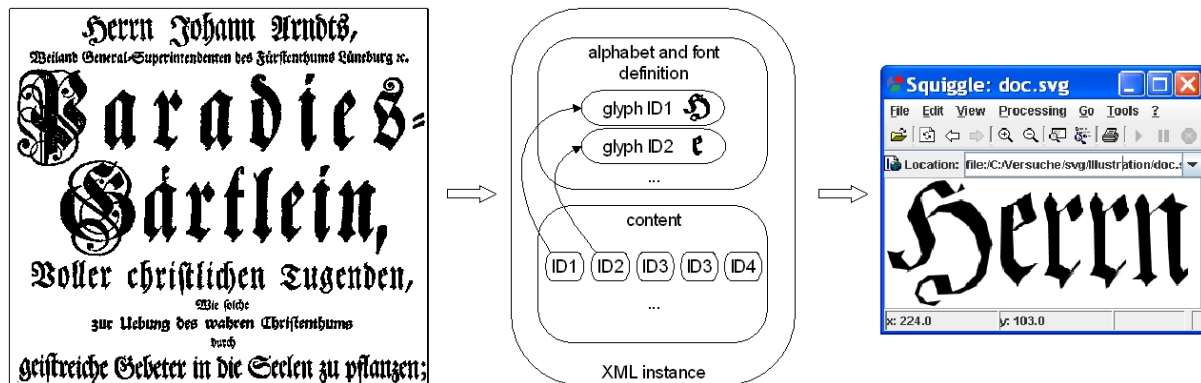 Herrn Johann Arndts,
Weiland General-Superintendenten des Fürſtenthums Lüneburg ꝛc.
Paradies-
Gärtlein,
Voller chriſtlichen Tugenden,
Wie ſolche
zur Uebung des wahren Chriſtenthums
durch
geiſtreiche Gebeter in die Seelen zu pflanzen;
alphabet and font
definition
glyph ID1 H
glyph ID2 e
...
content
ID1 ID2 ID3 ID3 ID4
...
XML instance
Squiggle: doc.svg
File Edit View Processing Go Tools ?
Location: file:/C:/Versuche/svg/Illustration/doc.s
Herrn
x: 224.0 y: 103.0